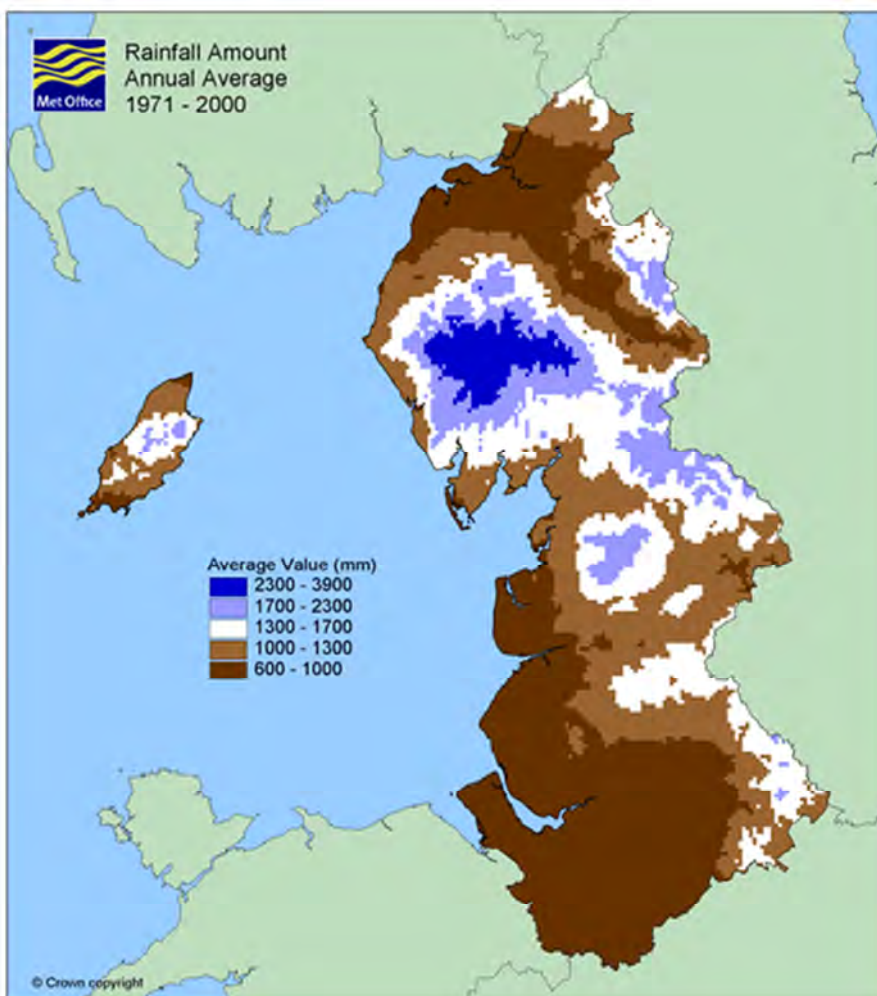 Met Office
Rainfall Amount
Annual Average
1971 - 2000
Average Value (mm)
2300 - 3900
1700 - 2300
1300 - 1700
1000 - 1300
600 - 1000
© Crown copyright